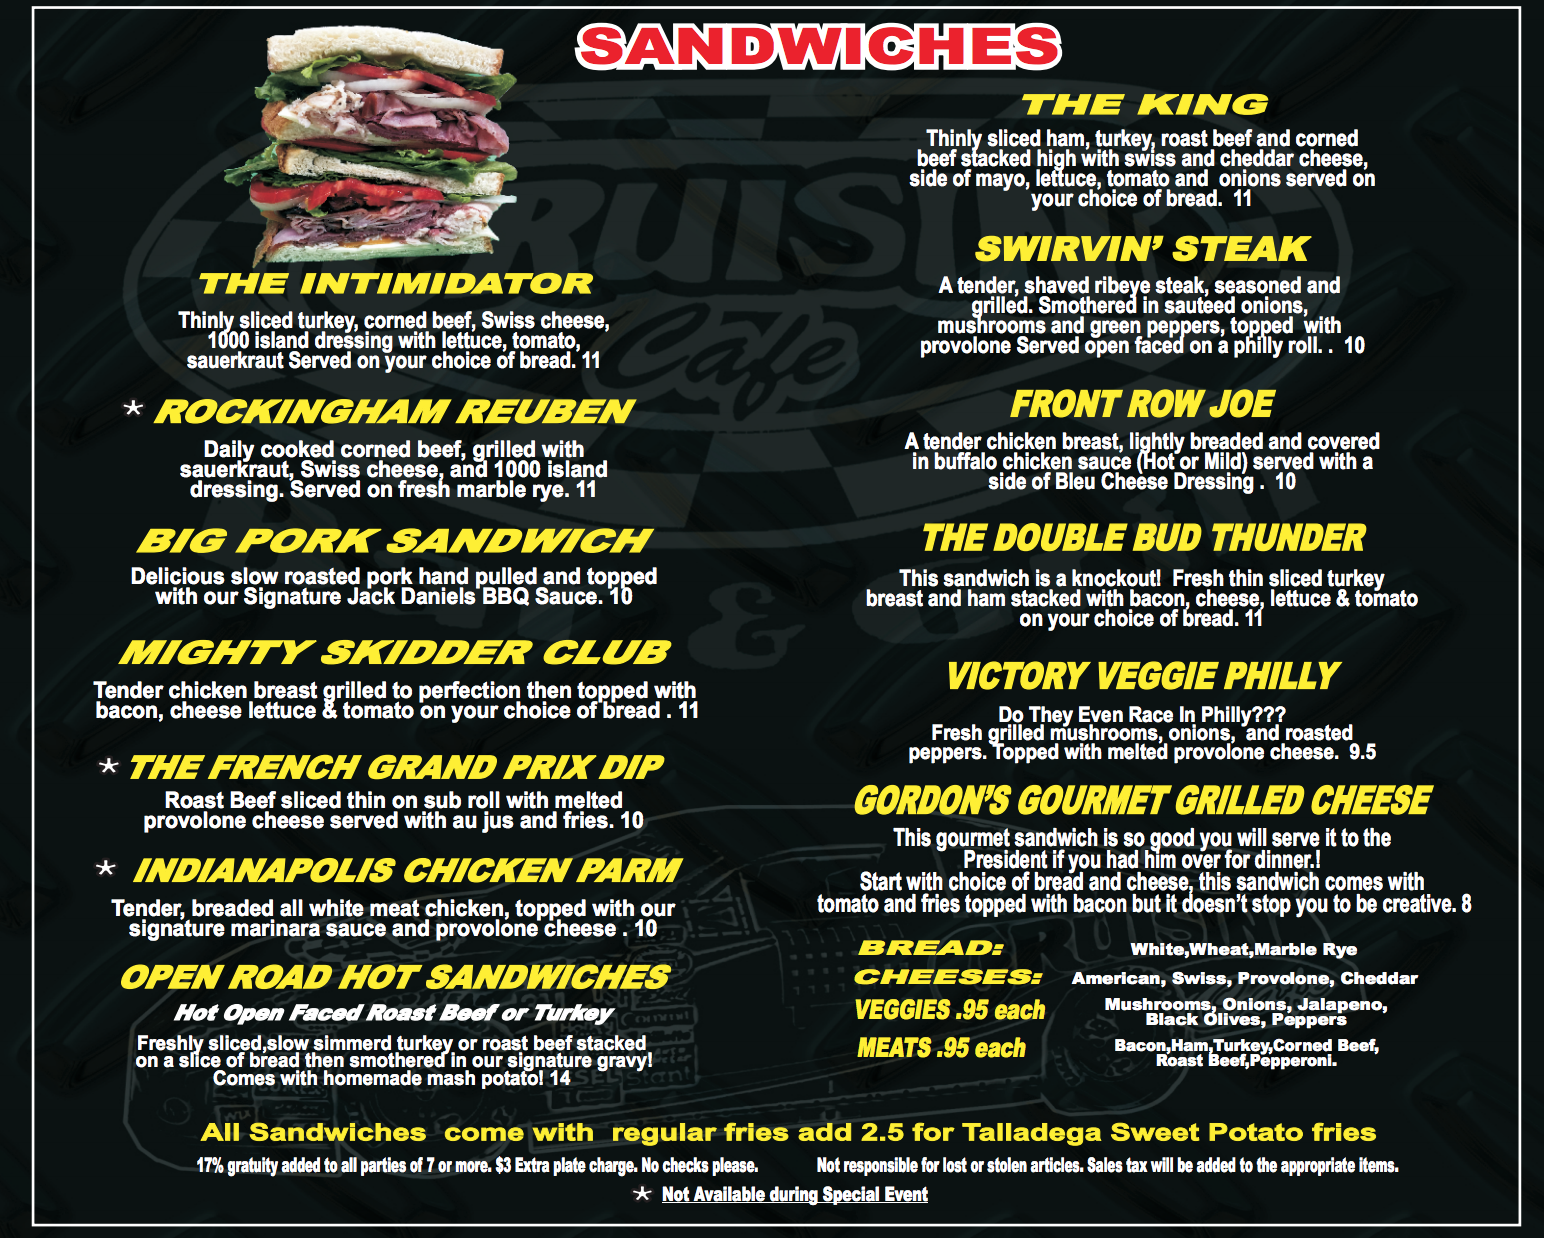 SANDWICHES
THE INTIMIDATOR
Thinly sliced turkey, corned beef, Swiss cheese,
1000 island dressing with lettuce, tomato,
sauerkraut Served on your choice of bread. 11
* ROCKINGHAM REUBEN
Daily cooked corned beef, grilled with
sauerkraut, Swiss cheese, and 1000 island
dressing. Served on fresh marble rye. 11
BIG PORK SANDWICH
Delicious slow roasted pork hand pulled and topped
with our Signature Jack Daniels BBQ Sauce. 10
MIGHTY SKIDDER CLUB
Tender chicken breast grilled to perfection then topped with
bacon, cheese lettuce & tomato on your choice of bread . 11
* THE FRENCH GRAND PRIX DIP
Roast Beef sliced thin on sub roll with melted
provolone cheese served with au jus and fries. 10
* INDIANAPOLIS CHICKEN PARM
Tender, breaded all white meat chicken, topped with our
signature marinara sauce and provolone cheese . 10
OPEN ROAD HOT SANDWICHES
Hot Open Faced Roast Beef or Turkey
Freshly sliced,slow simmerd turkey or roast beef stacked
on a slice of bread then smothered in our signature gravy!
Comes with homemade mash potato! 14
THE KING
Thinly sliced ham, turkey, roast beef and corned
beef stacked high with swiss and cheddar cheese,
side of mayo, lettuce, tomato and onions served on
your choice of bread. 11
SWIRVIN' STEAK
A tender, shaved ribeye steak, seasoned and
grilled. Smothered in sauteed onions,
mushrooms and green peppers, topped with
provolone Served open faced on a philly roll. . 10
FRONT ROW JOE
A tender chicken breast, lightly breaded and covered
in buffalo chicken sauce (Hot or Mild) served with a
side of Bleu Cheese Dressing . 10
THE DOUBLE BUD THUNDER
This sandwich is a knockout! Fresh thin sliced turkey
breast and ham stacked with bacon, cheese, lettuce & tomato
on your choice of bread. 11
VICTORY VEGGIE PHILLY
Do They Even Race In Philly???
Fresh grilled mushrooms, onions, and roasted
peppers. Topped with melted provolone cheese. 9.5
GORDON'S GOURMET GRILLED CHEESE
This gourmet sandwich is so good you will serve it to the
President if you had him over for dinner.!
Start with choice of bread and cheese, this sandwich comes with
tomato and fries topped with bacon but it doesn't stop you to be creative. 8
BREAD: White,Wheat,Marble Rye
CHEESES: American, Swiss, Provolone, Cheddar
VEGGIES .95 each Mushrooms, Onions, Jalapeno,
Black Olives, Peppers
MEATS .95 each Bacon,Ham,Turkey,Corned Beef,
Roast Beef,Pepperoni.
All Sandwiches come with regular fries add 2.5 for Talladega Sweet Potato fries
17% gratuity added to all parties of 7 or more. $3 Extra plate charge. No checks please. Not responsible for lost or stolen articles. Sales tax will be added to the appropriate items.
* Not Available during Special Event